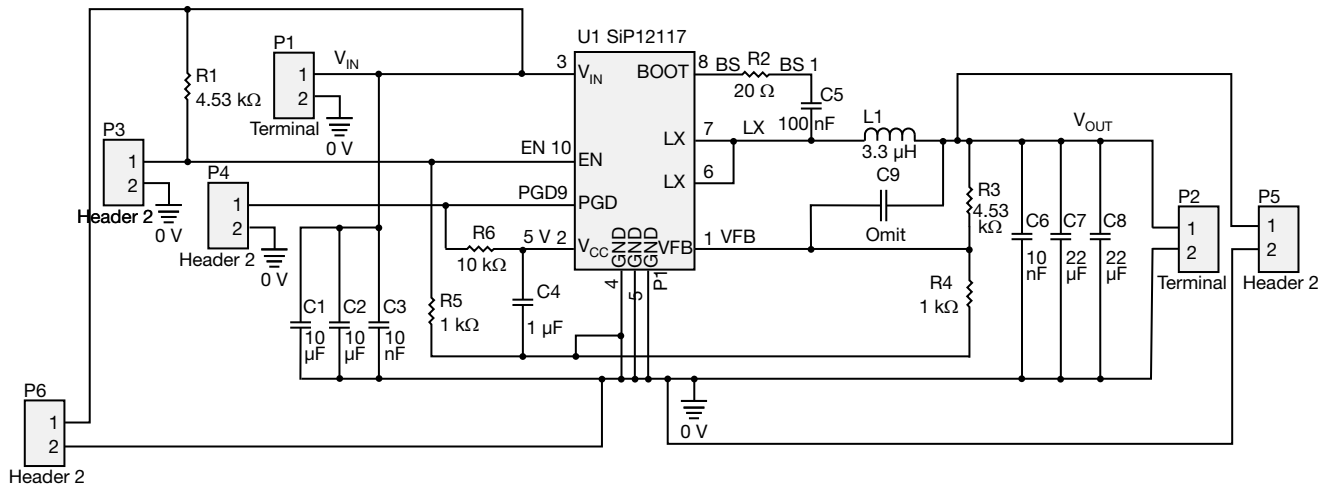 U1 SiP12117
P1
1
2
Terminal
0 V
V_IN
R1
4.53 kΩ
P3
1
2
Header 2
0 V
P4
1
2
Header 2
0 V
3
V_IN
EN 10
EN
PGD9
PGD
5 V 2
V_CC
BOOT
LX
LX
VFB
GND
GND
GND
4
5
P1
8 BS
R2
20 Ω
BS 1
C5
100 nF
7
LX
6
1 VFB
L1
3.3 µH
C9
Omit
V_OUT
R3
4.53
kΩ
R4
1 kΩ
C6
10
nF
C7
22
µF
C8
22
µF
P2
1
2
Terminal
P5
1
2
Header 2
R6
10 kΩ
R5
1 kΩ
C4
1 µF
C1
10
µF
C2
10
µF
C3
10
nF
0 V
P6
1
2
Header 2